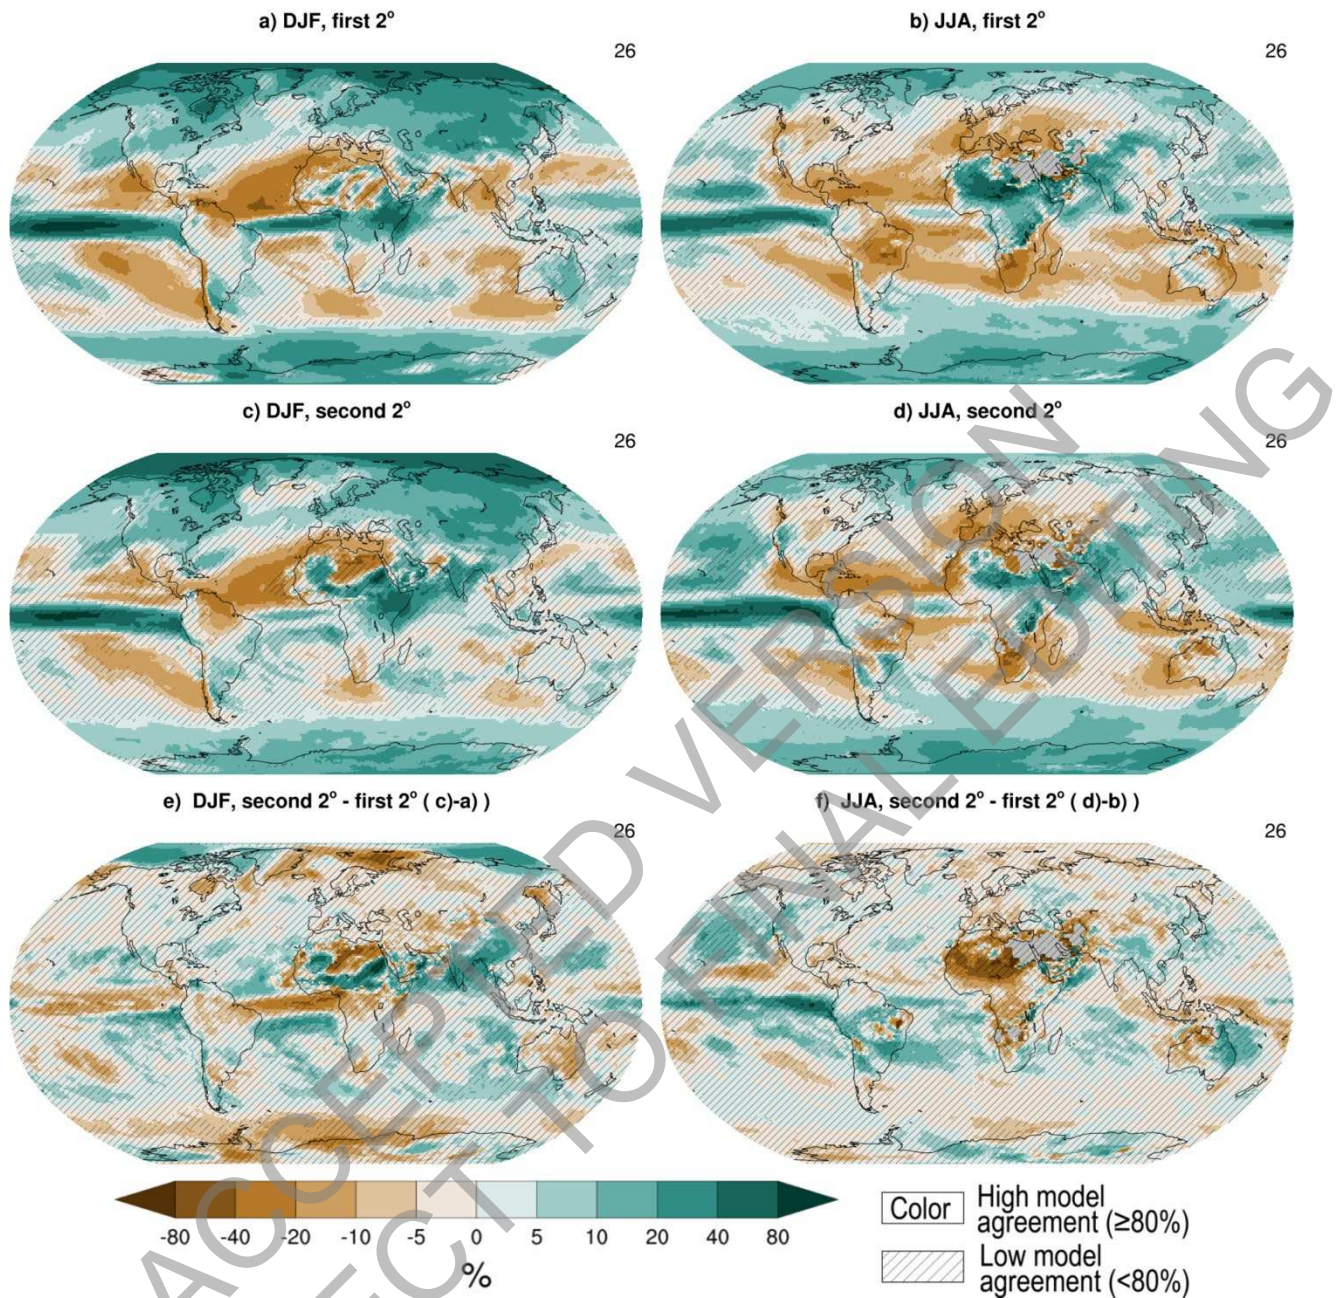 a) DJF, first 2°
b) JJA, first 2°
26
26
c) DJF, second 2°
d) JJA, second 2°
26
26
e) DJF, second 2° - first 2° ( c)-a) )
f) JJA, second 2° - first 2° ( d)-b) )
26
26
-80 -40 -20 -10 -5 0 5 10 20 40 80
%
Color High model
agreement (≥80%)
Low model
agreement (<80%)
ACCEPTED VERSION
ECT TO FINAL EDITING